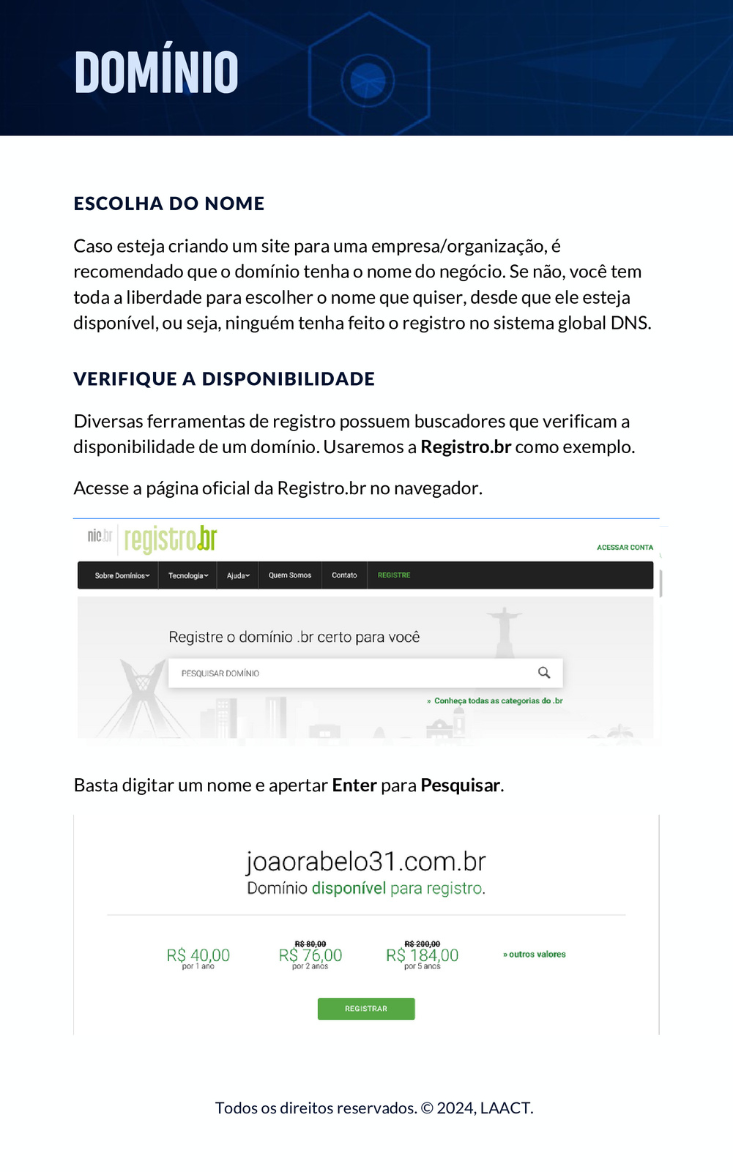 DOMÍNIO
ESCOLHA DO NOME
Caso esteja criando um site para uma empresa/organização, é
recomendado que o domínio tenha o nome do negócio. Se não, você tem
toda a liberdade para escolher o nome que quiser, desde que ele esteja
disponível, ou seja, ninguém tenha feito o registro no sistema global DNS.
VERIFIQUE A DISPONIBILIDADE
Diversas ferramentas de registro possuem buscadores que verificam a
disponibilidade de um domínio. Usaremos a Registro.br como exemplo.
Acesse a página oficial da Registro.br no navegador.
nic.br registro.br
ACESSAR CONTA
Sobre Domínios Tecnologia Ajuda Quem Somos Contato REGISTRE
Registre o domínio .br certo para você
PESQUISAR DOMÍNIO
» Conheça todas as categorias do .br
Basta digitar um nome e apertar Enter para Pesquisar.
joaorabelo31.com.br
Domínio disponível para registro.
R$ 80,00 R$ 200,00
R$ 40,00 R$ 76,00 R$ 184,00 » outros valores
por 1 ano por 2 anos por 5 anos
REGISTRAR
Todos os direitos reservados. © 2024, LAACT.